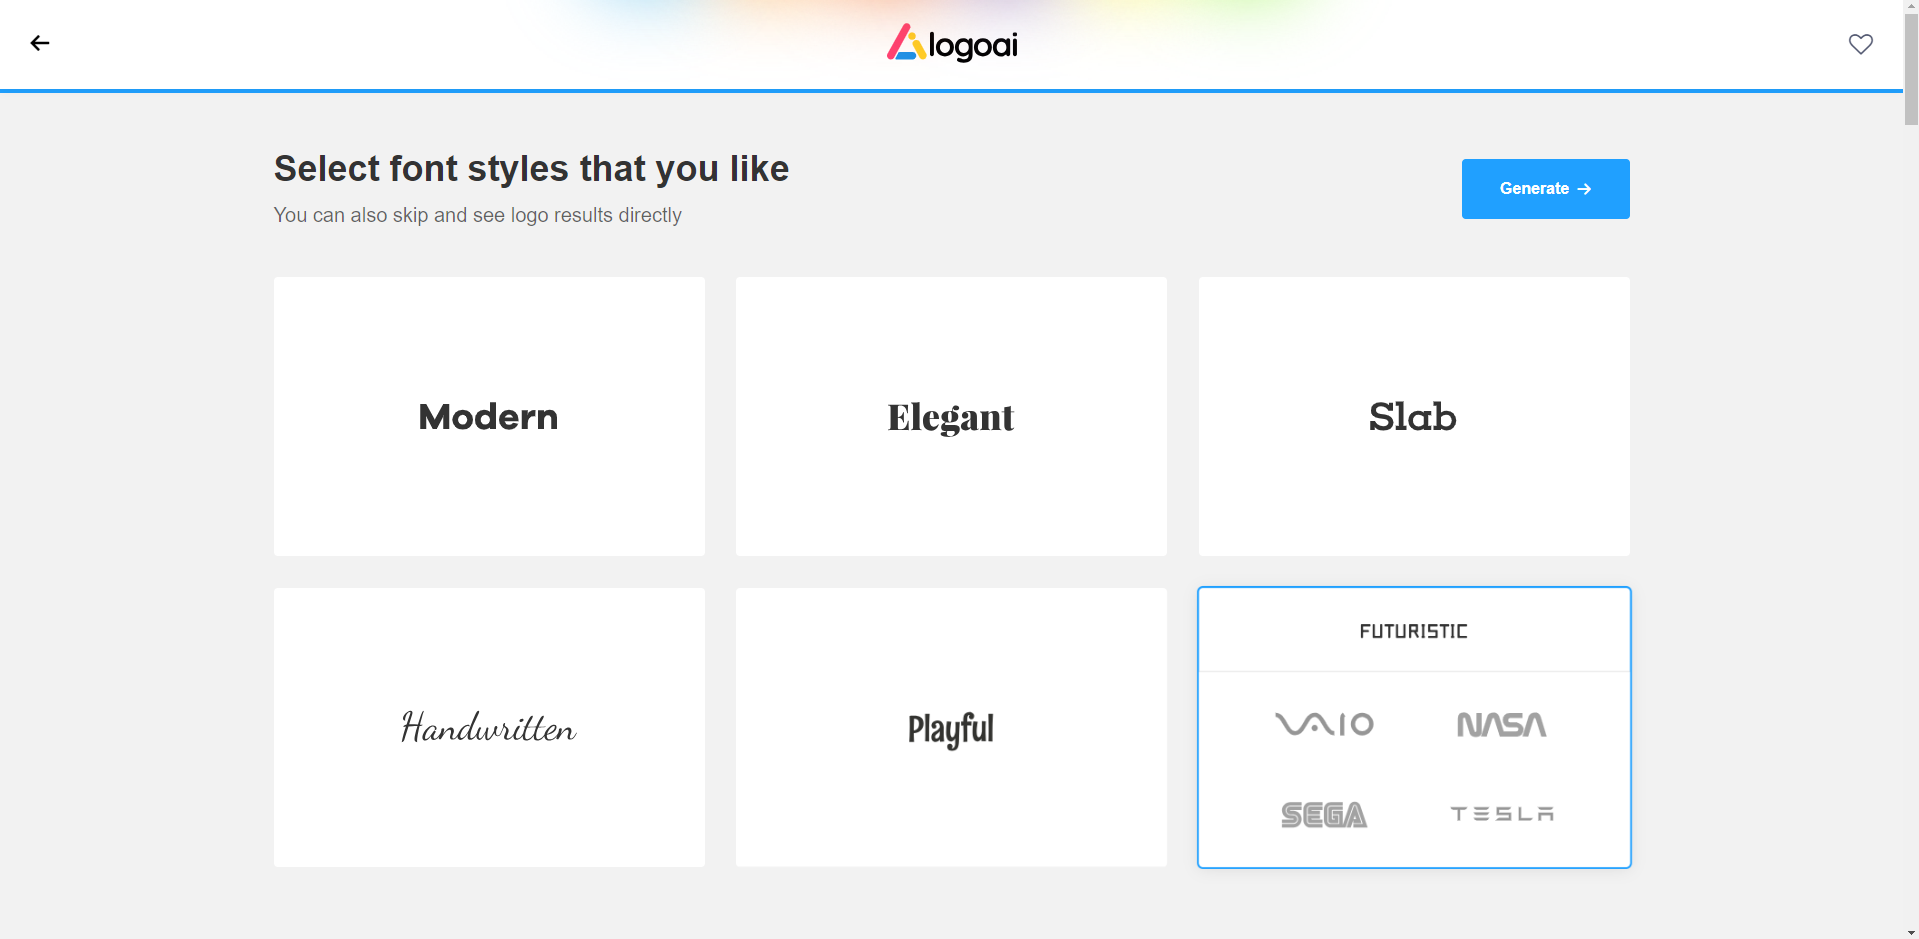 logoai
Select font styles that you like
You can also skip and see logo results directly
Generate →
Modern
Elegant
Slab
Handwritten
Playful
FUTURISTIC
VAIO
NASA
SEGA
TESLA